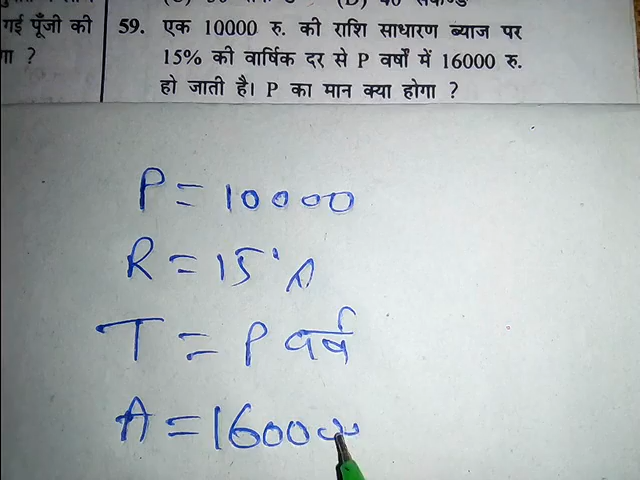 गई पूँजी की
59. एक 10000 रु. की राशि साधारण ब्याज पर
15% की वार्षिक दर से P वर्षों में 16000 रु.
हो जाती है। P का मान क्या होगा ?
P = 10000
R = 15%
T = P वर्ष
A = 16000